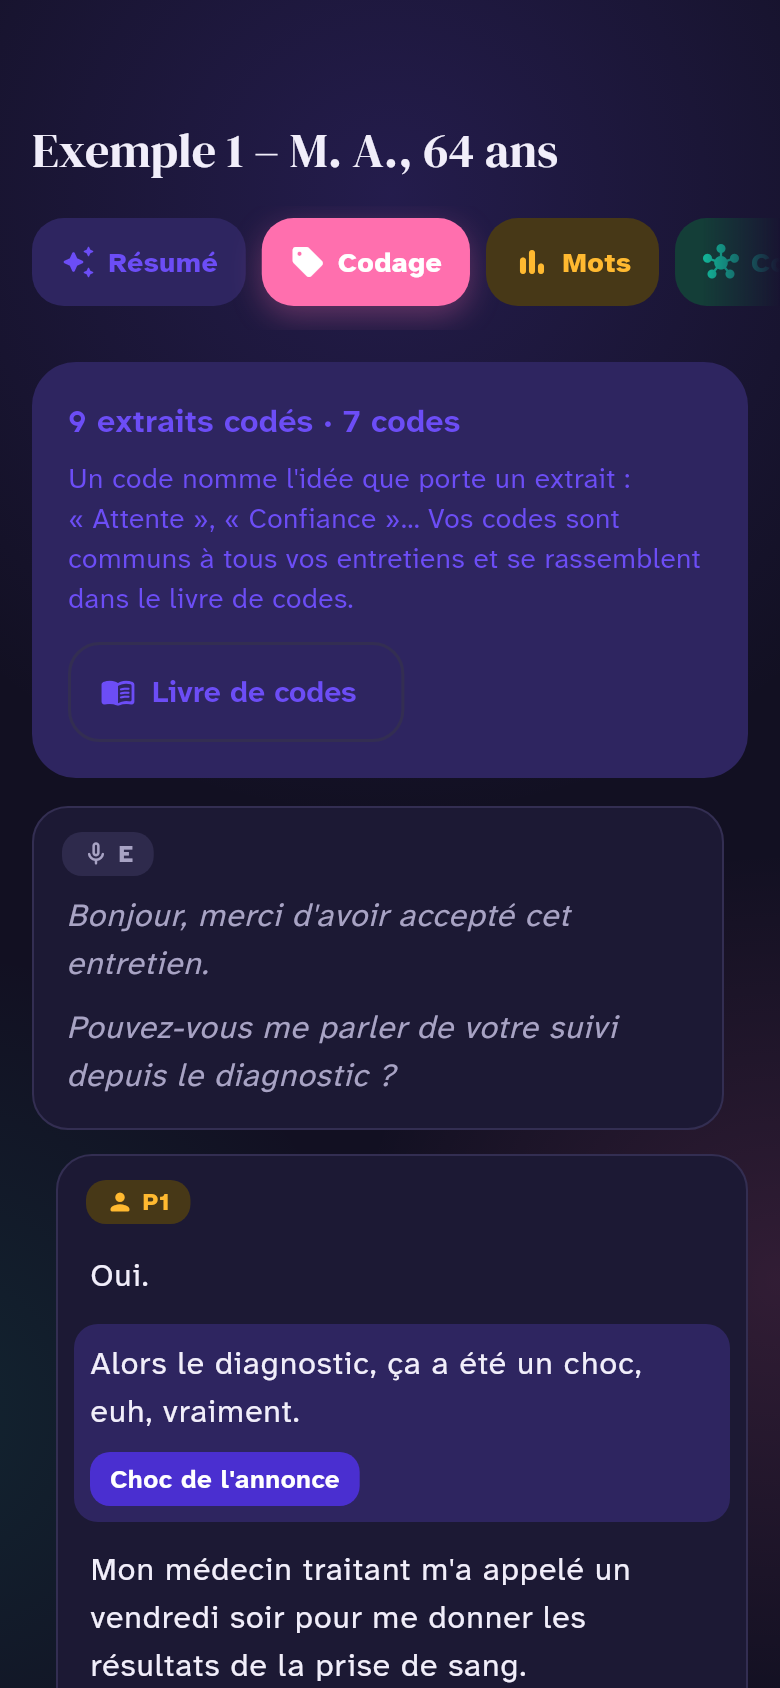 Exemple 1 – M. A., 64 ans
Résumé
Codage
Mots
9 extraits codés · 7 codes
Un code nomme l'idée que porte un extrait :
« Attente », « Confiance »… Vos codes sont
communs à tous vos entretiens et se rassemblent
dans le livre de codes.
Livre de codes
E
Bonjour, merci d'avoir accepté cet
entretien.
Pouvez-vous me parler de votre suivi
depuis le diagnostic ?
P1
Oui.
Alors le diagnostic, ça a été un choc,
euh, vraiment.
Choc de l'annonce
Mon médecin traitant m'a appelé un
vendredi soir pour me donner les
résultats de la prise de sang.